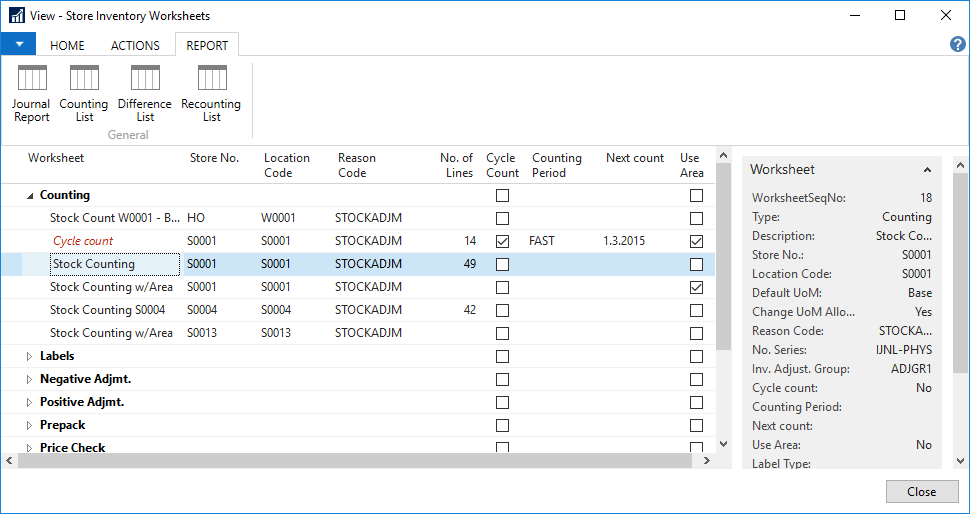 View - Store Inventory Worksheets
HOME ACTIONS REPORT
Journal Report
Counting List
Difference List
Recounting List
General
Worksheet Store No. Location Code Reason Code No. of Lines Cycle Count Counting Period Next count Use Area
Counting
Stock Count W0001 - B... HO W0001 STOCKADJM
Cycle count S0001 S0001 STOCKADJM 14 FAST 1.3.2015
Stock Counting S0001 S0001 STOCKADJM 49
Stock Counting w/Area S0001 S0001 STOCKADJM
Stock Counting S0004 S0004 S0004 STOCKADJM 42
Stock Counting w/Area S0013 S0013 STOCKADJM
Labels
Negative Adjmt.
Positive Adjmt.
Prepack
Price Check
Worksheet
WorksheetSeqNo: 18
Type: Counting
Description: Stock Co...
Store No.: S0001
Location Code: S0001
Default UoM: Base
Change UoM Allo... Yes
Reason Code: STOCKA...
No. Series: IJNL-PHYS
Inv. Adjust. Group: ADJGR1
Cycle count: No
Counting Period:
Next count:
Use Area: No
Label Type:
Close